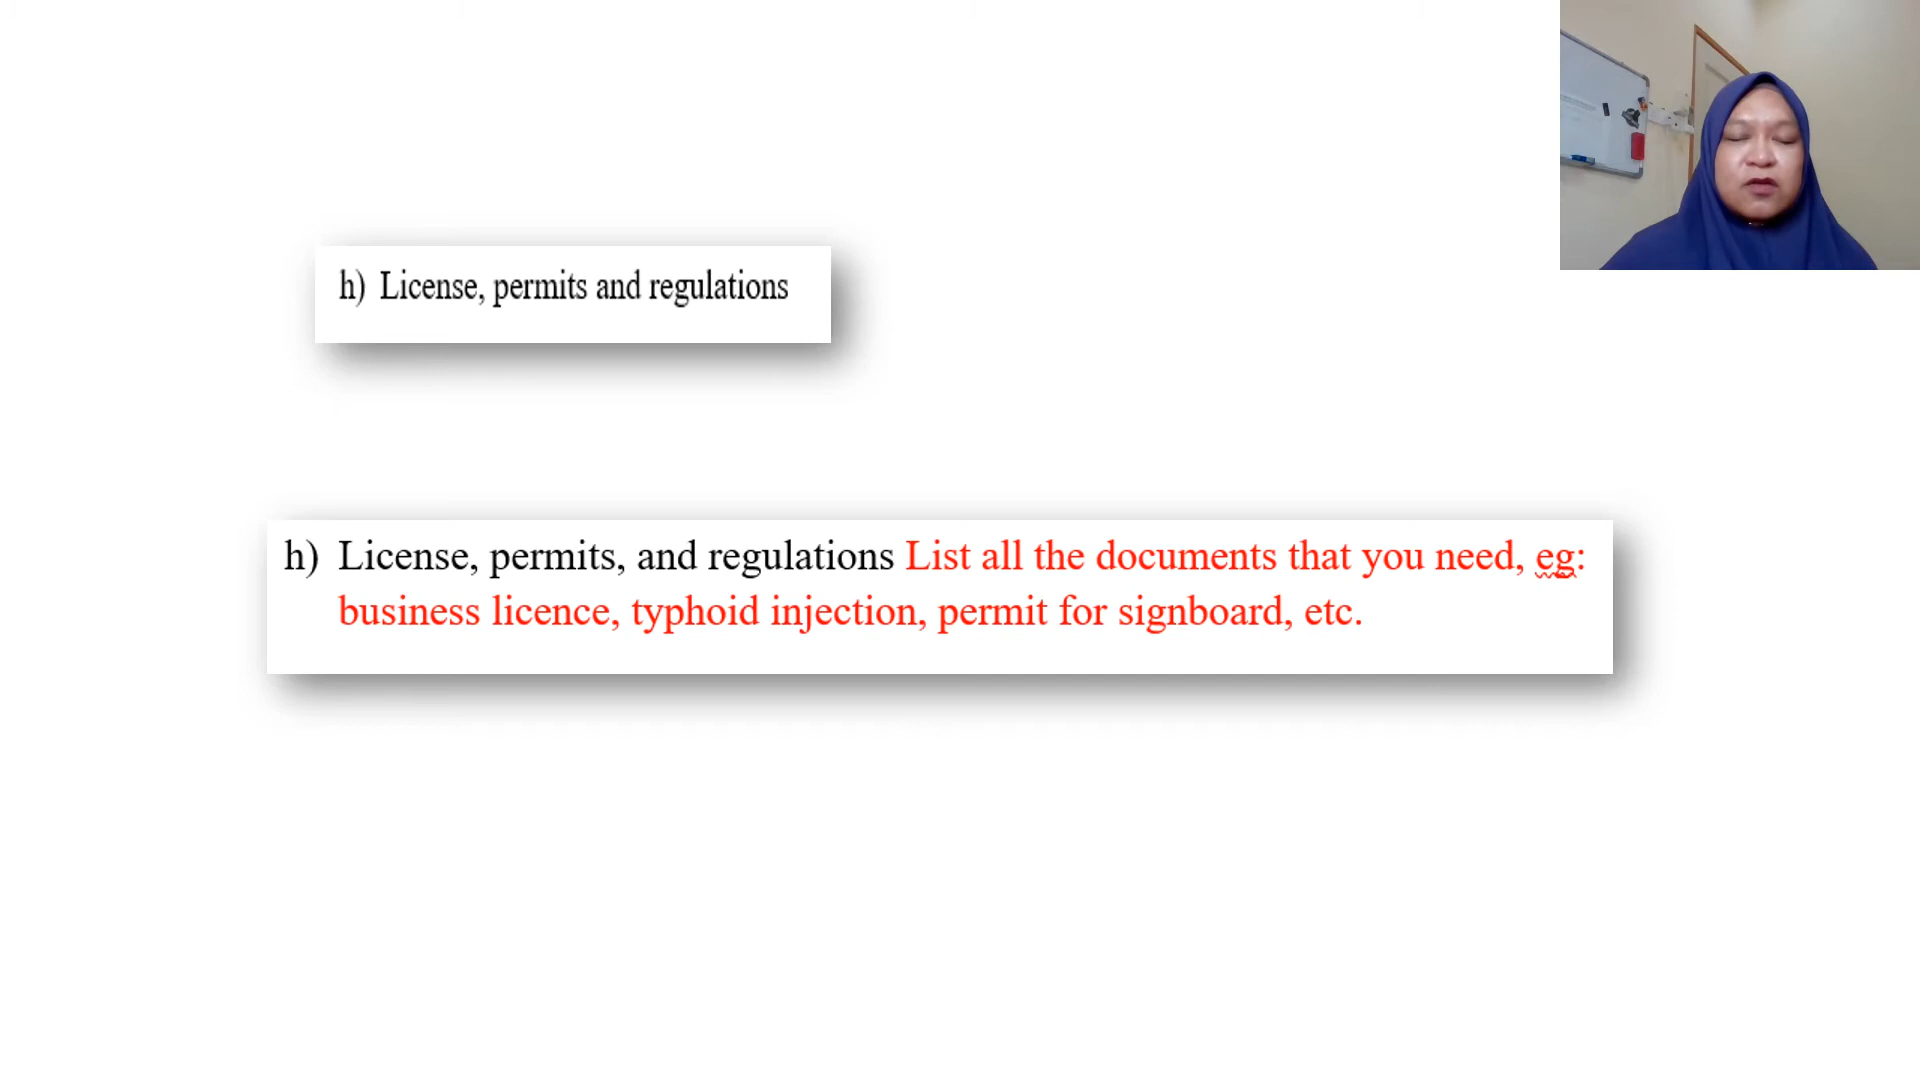 h) License, permits and regulations
h) License, permits, and regulations List all the documents that you need, eg:
business licence, typhoid injection, permit for signboard, etc.